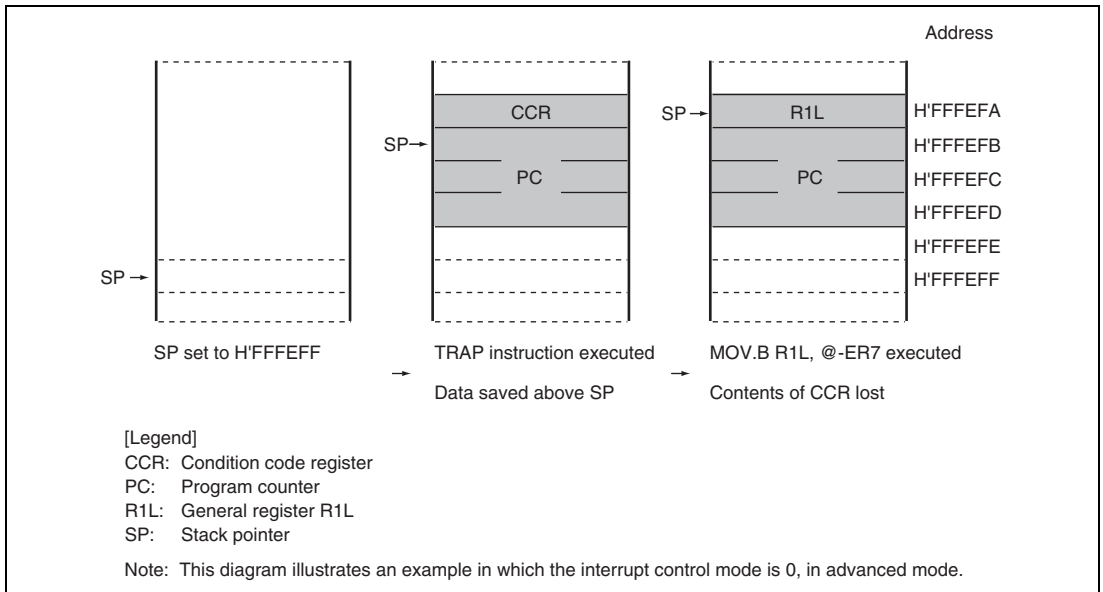 Address
CCR
SP
R1L
H'FFFEFA
SP
H'FFFEFB
PC
PC
H'FFFEFC
H'FFFEFD
H'FFFEFE
SP
H'FFFEFF
SP set to H'FFFEFF
TRAP instruction executed
MOV.B R1L, @-ER7 executed
Data saved above SP
Contents of CCR lost
[Legend]
CCR: Condition code register
PC: Program counter
R1L: General register R1L
SP: Stack pointer
Note: This diagram illustrates an example in which the interrupt control mode is 0, in advanced mode.